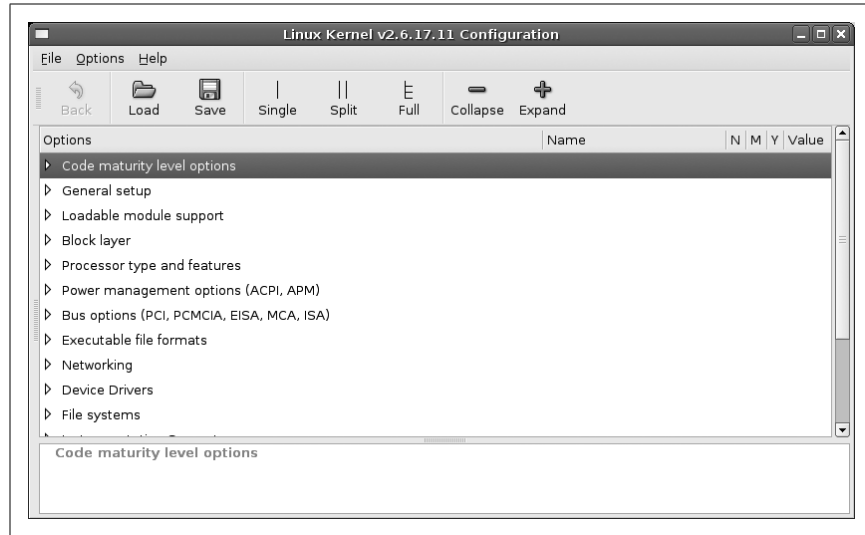 Linux Kernel v2.6.17.11 Configuration
File Options Help
Back Load Save Single Split Full Collapse Expand
Options Name N M Y Value
Code maturity level options
General setup
Loadable module support
Block layer
Processor type and features
Power management options (ACPI, APM)
Bus options (PCI, PCMCIA, EISA, MCA, ISA)
Executable file formats
Networking
Device Drivers
File systems
Code maturity level options